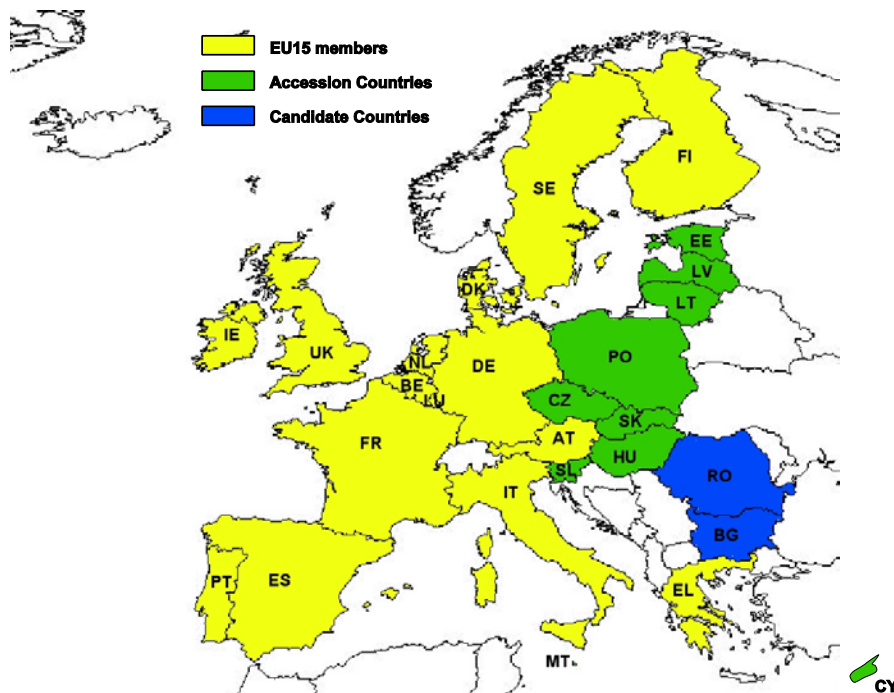 EU15 members
Accession Countries
Candidate Countries
FI
SE
EE
LV
DK
LT
IE
UK
NL
DE
PO
BE
LU
CZ
SK
FR
AT
HU
SL
RO
IT
BG
PT
ES
EL
MT
CY